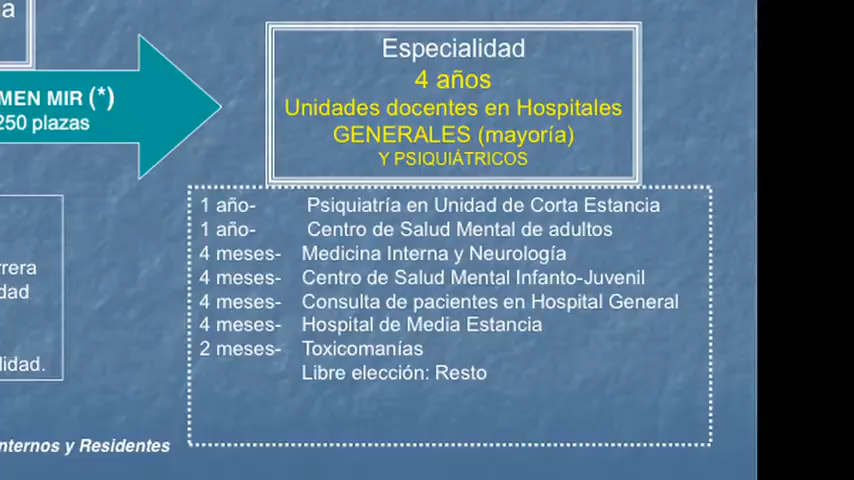 a
MEN MIR (*)
250 plazas
Especialidad
4 años
Unidades docentes en Hospitales
GENERALES (mayoría)
Y PSIQUIÁTRICOS
1 año- Psiquiatría en Unidad de Corta Estancia
1 año- Centro de Salud Mental de adultos
4 meses- Medicina Interna y Neurología
4 meses- Centro de Salud Mental Infanto-Juvenil
4 meses- Consulta de pacientes en Hospital General
4 meses- Hospital de Media Estancia
2 meses- Toxicomanías
Libre elección: Resto
rrera
dad
lidad.
nternos y Residentes